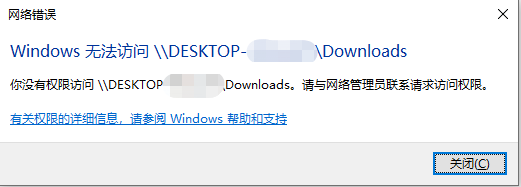 网络错误
Windows 无法访问 \\DESKTOP- \Downloads
你没有权限访问 \\DESKTOP \Downloads。请与网络管理员联系请求访问权限。
有关权限的详细信息，请参阅 Windows 帮助和支持
关闭(C)